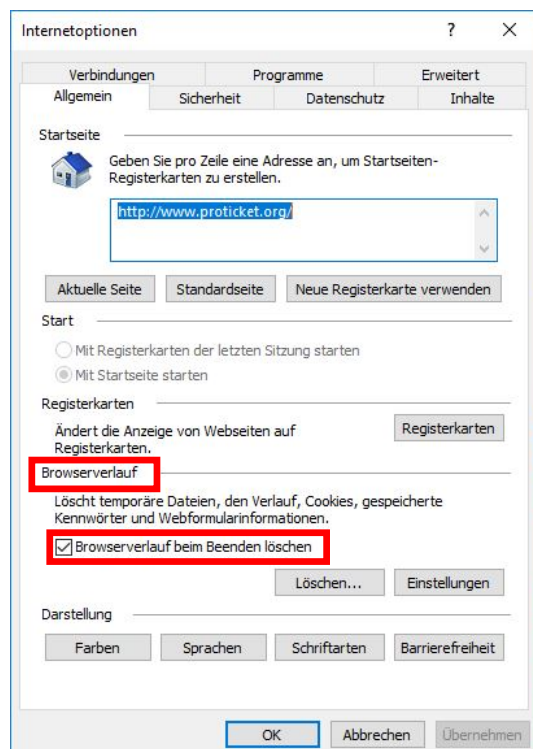 Internetoptionen ? X
Verbindungen Programme Erweitert
Allgemein Sicherheit Datenschutz Inhalte
Startseite
Geben Sie pro Zeile eine Adresse an, um Startseiten-
Registerkarten zu erstellen.
http://www.proticket.org/
Aktuelle Seite Standardseite Neue Registerkarte verwenden
Start
Mit Registerkarten der letzten Sitzung starten
Mit Startseite starten
Registerkarten
Ändert die Anzeige von Webseiten auf
Registerkarten.
Registerkarten
Browserverlauf
Löscht temporäre Dateien, den Verlauf, Cookies, gespeicherte
Kennwörter und Webformularinformationen.
Browserverlauf beim Beenden löschen
Löschen... Einstellungen
Darstellung
Farben Sprachen Schriftarten Barrierefreiheit
OK Abbrechen Übernehmen